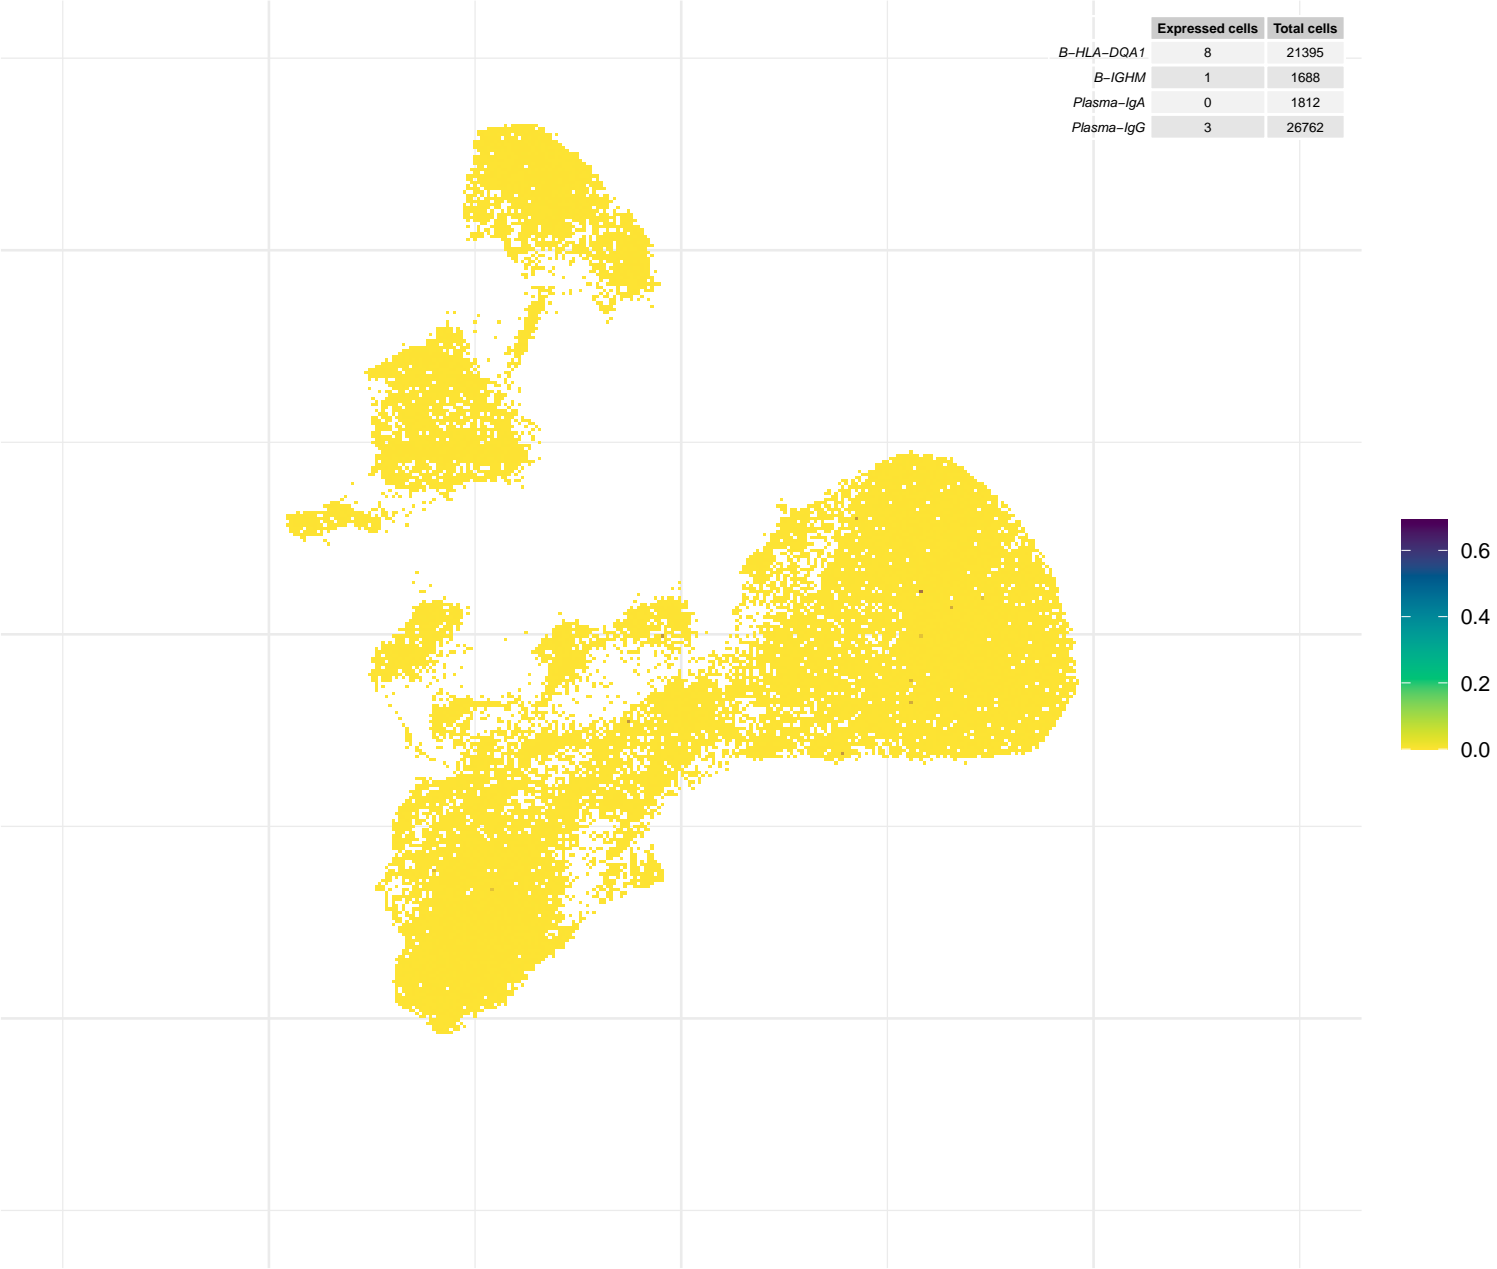 Expressed cells Total cells
B−HLA−DQA1 8 21395
B−IGHM 1 1688
Plasma−IgA 0 1812
Plasma−IgG 3 26762
0.6
0.4
0.2
0.0